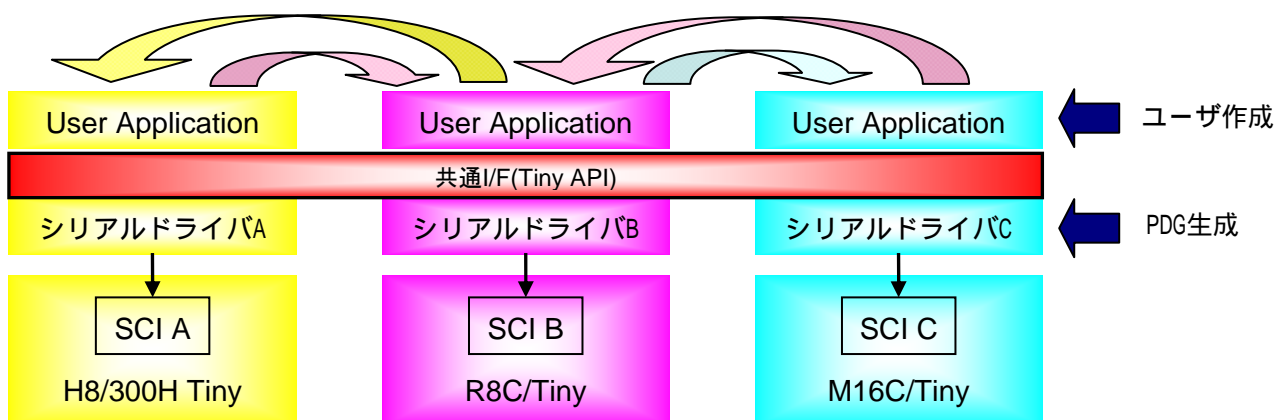 User Application
User Application
User Application
ユーザ作成
共通I/F(Tiny API)
シリアルドライバA
シリアルドライバB
シリアルドライバC
PDG生成
SCI A
SCI B
SCI C
H8/300H Tiny
R8C/Tiny
M16C/Tiny